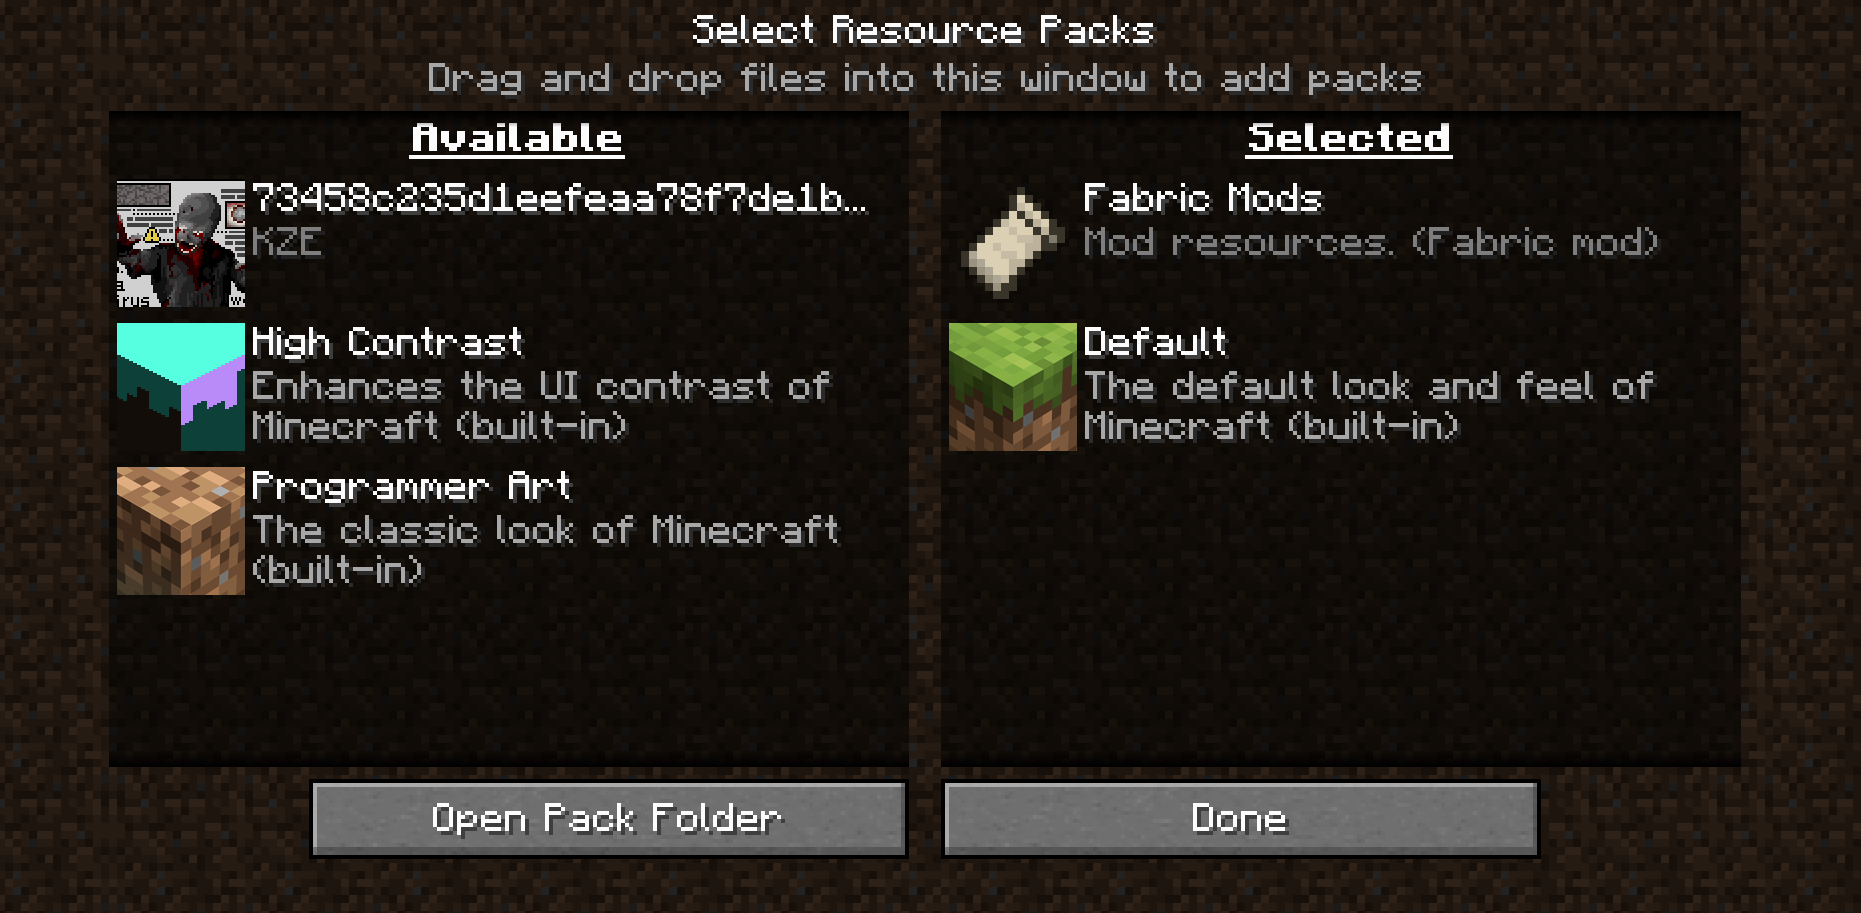 Select Resource Packs
Drag and drop files into this window to add packs
Available
73458c235d1eefeaa78f7de1b...
KZE
High Contrast
Enhances the UI contrast of
Minecraft (built-in)
Programmer Art
The classic look of Minecraft
(built-in)
Selected
Fabric Mods
Mod resources. (Fabric mod)
Default
The default look and feel of
Minecraft (built-in)
Open Pack Folder
Done